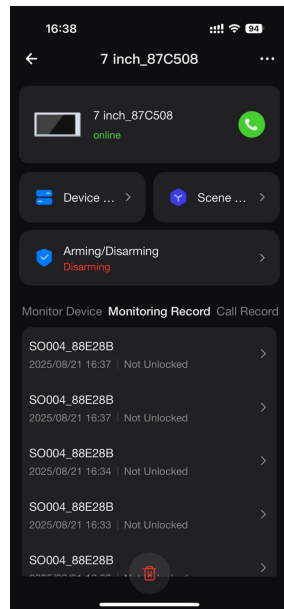 16:38
94
7 inch_87C508
7 inch_87C508
online
Device ...
Scene ...
Arming/Disarming
Disarming
Monitor Device Monitoring Record Call Record
SO004_88E28B
2025/08/21 16:37 | Not Unlocked
SO004_88E28B
2025/08/21 16:37 | Not Unlocked
SO004_88E28B
2025/08/21 16:34 | Not Unlocked
SO004_88E28B
2025/08/21 16:33 | Not Unlocked
SO004_88E28B